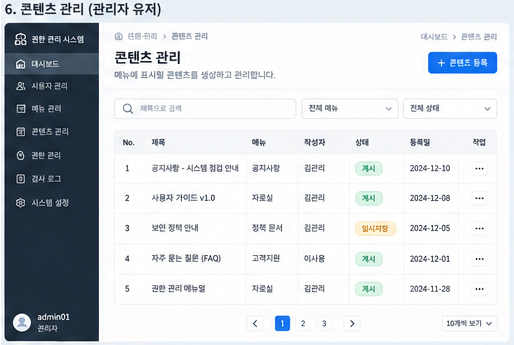 6. 콘텐츠 관리 (관리자 유저)
권한 관리 시스템
대시보드
사용자 관리
메뉴 관리
콘텐츠 관리
권한 관리
감사 로그
시스템 설정
admin01
관리자
> 콘텐츠 관리
대시보드 > 콘텐츠 관리
콘텐츠 관리
메뉴에 표시될 콘텐츠를 생성하고 관리합니다.
+ 콘텐츠 등록
제목으로 검색
전체 메뉴
전체 상태
No. 제목 메뉴 작성자 상태 등록일 작업
1 공지사항 - 시스템 점검 안내 공지사항 김관리 게시 2024-12-10 ...
2 사용자 가이드 v1.0 자료실 김관리 게시 2024-12-08 ...
3 보안 정책 안내 정책 문서 김관리 임시저장 2024-12-05 ...
4 자주 묻는 질문 (FAQ) 고객지원 이사용 게시 2024-12-01 ...
5 권한 관리 메뉴얼 자료실 김관리 게시 2024-11-28 ...
< 1 2 3 >
10개씩 보기